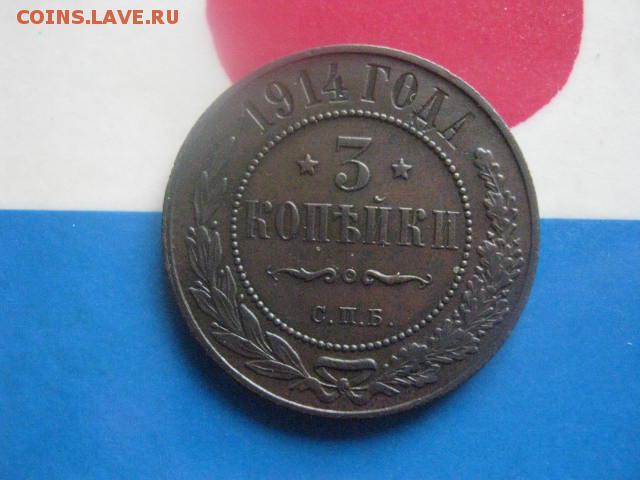 COINS.LAVE.RU
1914 ГОДА
3
КОПѢЙКИ
С.П.Б.